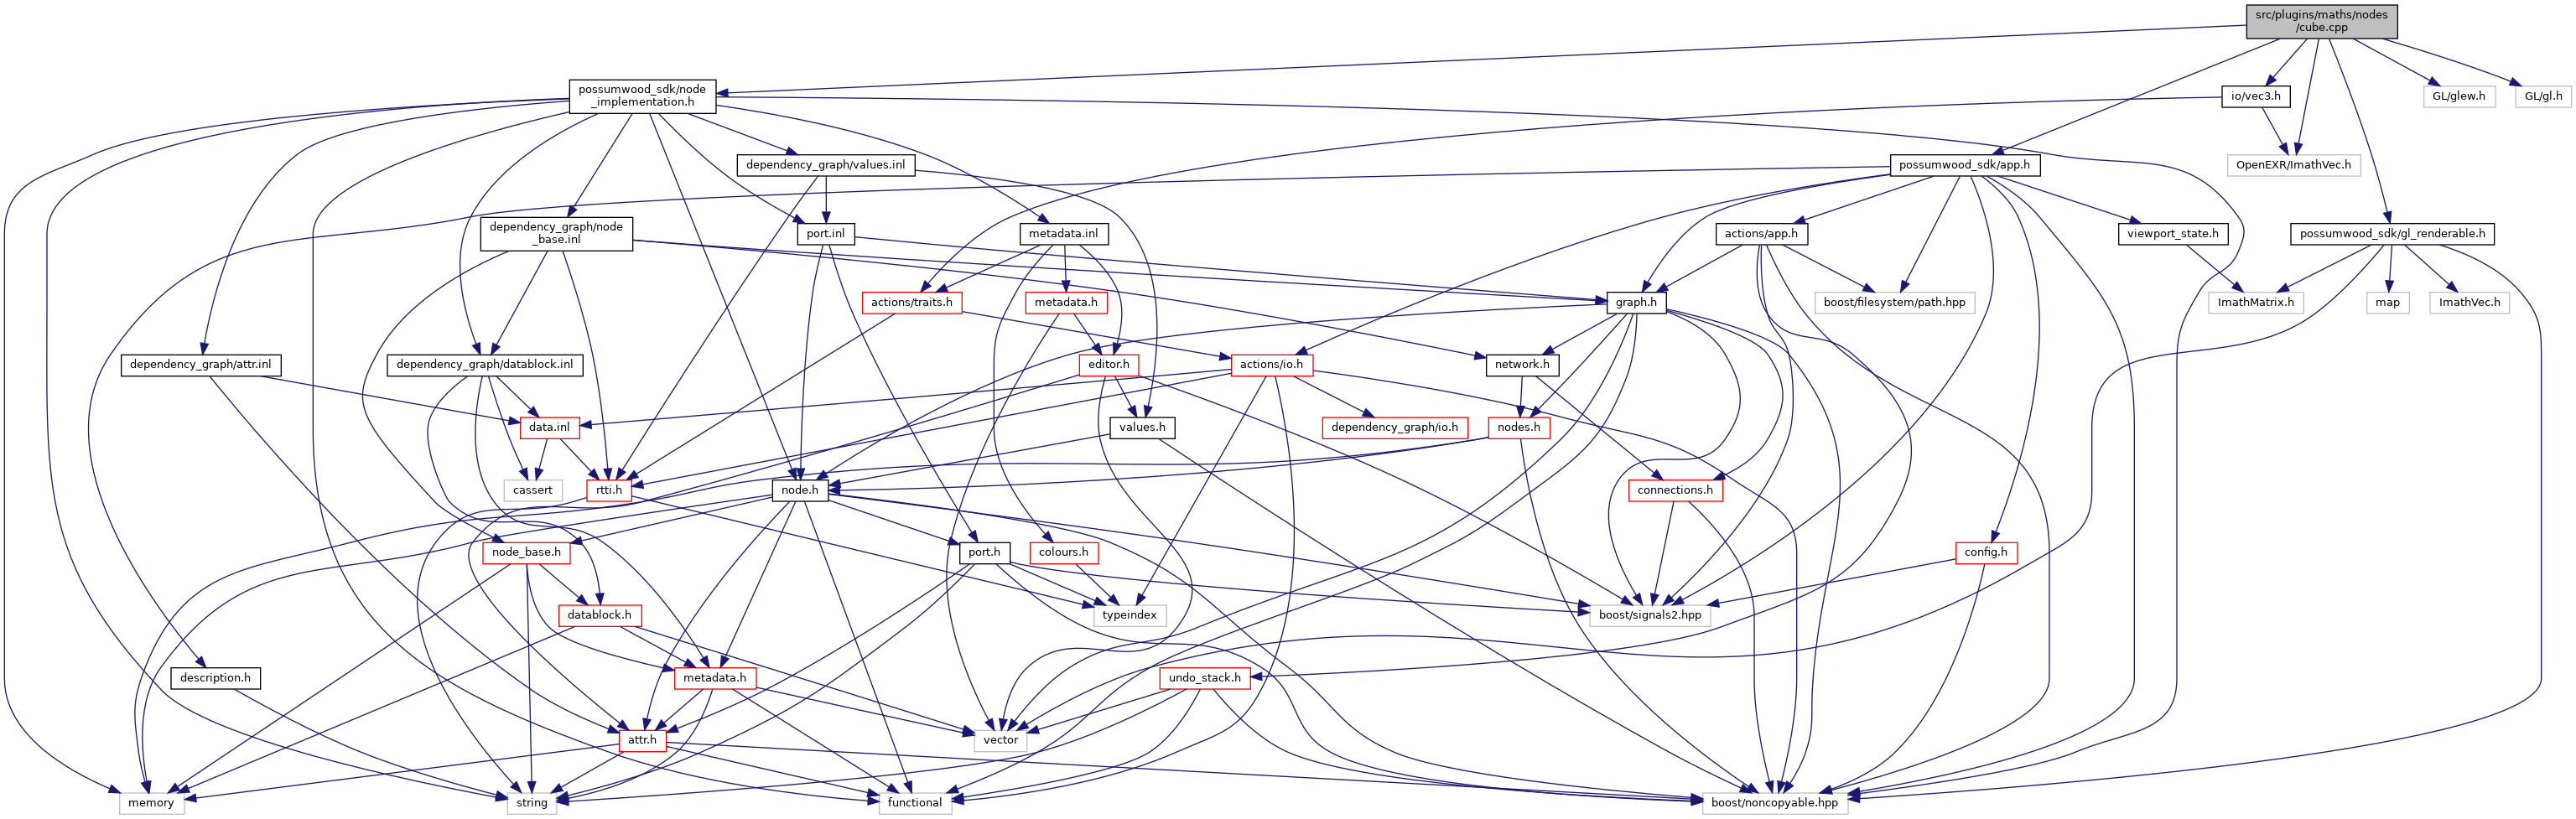 src/plugins/maths/nodes
/cube.cpp
possumwood_sdk/node
_implementation.h
io/vec3.h
GL/glew.h
GL/gl.h
dependency_graph/values.inl
possumwood_sdk/app.h
OpenEXR/ImathVec.h
dependency_graph/node
_base.inl
port.inl
metadata.inl
actions/app.h
viewport_state.h
possumwood_sdk/gl_renderable.h
actions/traits.h
metadata.h
graph.h
boost/filesystem/path.hpp
ImathMatrix.h
map
ImathVec.h
dependency_graph/attr.inl
dependency_graph/datablock.inl
editor.h
actions/io.h
network.h
data.inl
values.h
dependency_graph/io.h
nodes.h
cassert
rtti.h
node.h
connections.h
node_base.h
port.h
colours.h
config.h
datablock.h
typeindex
boost/signals2.hpp
description.h
metadata.h
undo_stack.h
attr.h
vector
memory
string
functional
boost/noncopyable.hpp